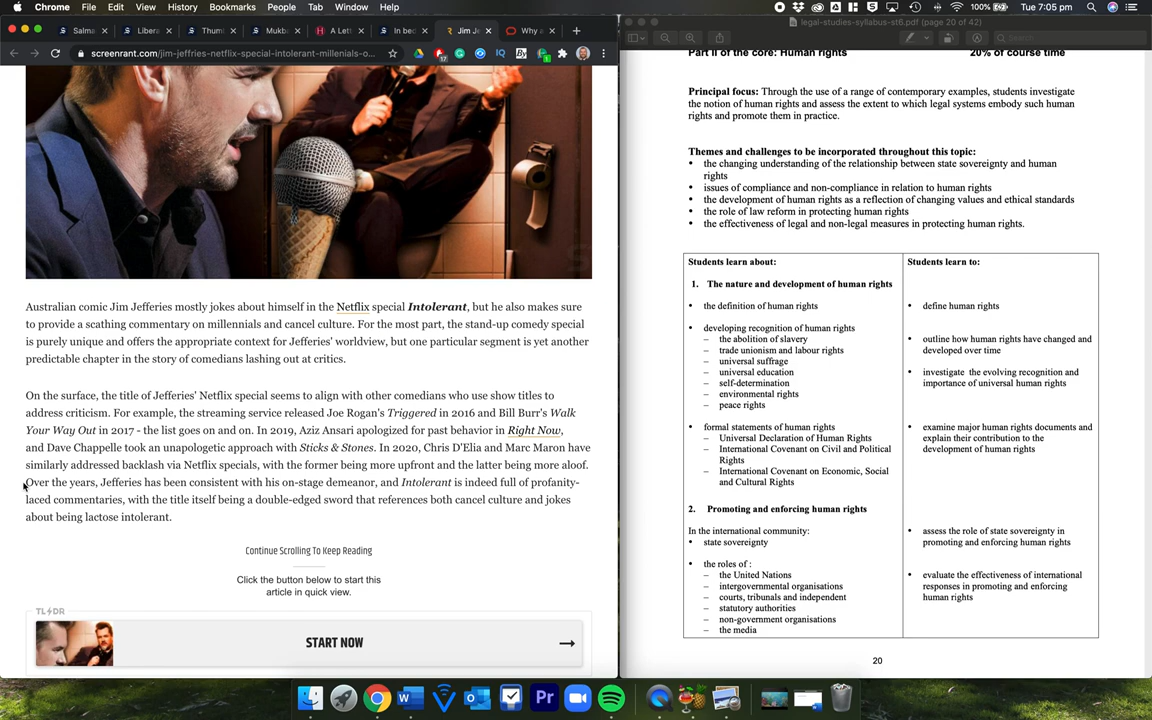 Chrome File Edit View History Bookmarks People Tab Window Help 100% Tue 7:05 pm
Salma Libera Thuml Mukba A Lett In bed Jim Je Why a
legal-studies-syllabus-st6.pdf (page 20 of 42)
screenrant.com/jim-jeffries-netflix-special-intolerant-millenials-o...
Search
Australian comic Jim Jefferies mostly jokes about himself in the Netflix special Intolerant, but he also makes sure
to provide a scathing commentary on millennials and cancel culture. For the most part, the stand-up comedy special
is purely unique and offers the appropriate context for Jefferies' worldview, but one particular segment is yet another
predictable chapter in the story of comedians lashing out at critics.
On the surface, the title of Jefferies' Netflix special seems to align with other comedians who use show titles to
address criticism. For example, the streaming service released Joe Rogan's Triggered in 2016 and Bill Burr's Walk
Your Way Out in 2017 - the list goes on and on. In 2019, Aziz Ansari apologized for past behavior in Right Now,
and Dave Chappelle took an unapologetic approach with Sticks & Stones. In 2020, Chris D'Elia and Marc Maron have
similarly addressed backlash via Netflix specials, with the former being more upfront and the latter being more aloof.
Over the years, Jefferies has been consistent with his on-stage demeanor, and Intolerant is indeed full of profanity-
laced commentaries, with the title itself being a double-edged sword that references both cancel culture and jokes
about being lactose intolerant.
Continue Scrolling To Keep Reading
Click the button below to start this
article in quick view.
TL DR
START NOW
Part II of the core: Human rights 20% of course time
Principal focus: Through the use of a range of contemporary examples, students investigate
the notion of human rights and assess the extent to which legal systems embody such human
rights and promote them in practice.
Themes and challenges to be incorporated throughout this topic:
• the changing understanding of the relationship between state sovereignty and human
rights
• issues of compliance and non-compliance in relation to human rights
• the development of human rights as a reflection of changing values and ethical standards
• the role of law reform in protecting human rights
• the effectiveness of legal and non-legal measures in protecting human rights.
Students learn about:
1. The nature and development of human rights
• the definition of human rights
• developing recognition of human rights
– the abolition of slavery
– trade unionism and labour rights
– universal suffrage
– universal education
– self-determination
– environmental rights
– peace rights
• formal statements of human rights
– Universal Declaration of Human Rights
– International Covenant on Civil and Political
Rights
– International Covenant on Economic, Social
and Cultural Rights
2. Promoting and enforcing human rights
In the international community:
• state sovereignty
• the roles of :
– the United Nations
– intergovernmental organisations
– courts, tribunals and independent
– statutory authorities
– non-government organisations
– the media
Students learn to:
• define human rights
• outline how human rights have changed and
developed over time
• investigate the evolving recognition and
importance of universal human rights
• examine major human rights documents and
explain their contribution to the
development of human rights
• assess the role of state sovereignty in
promoting and enforcing human rights
• evaluate the effectiveness of international
responses in promoting and enforcing
human rights
20